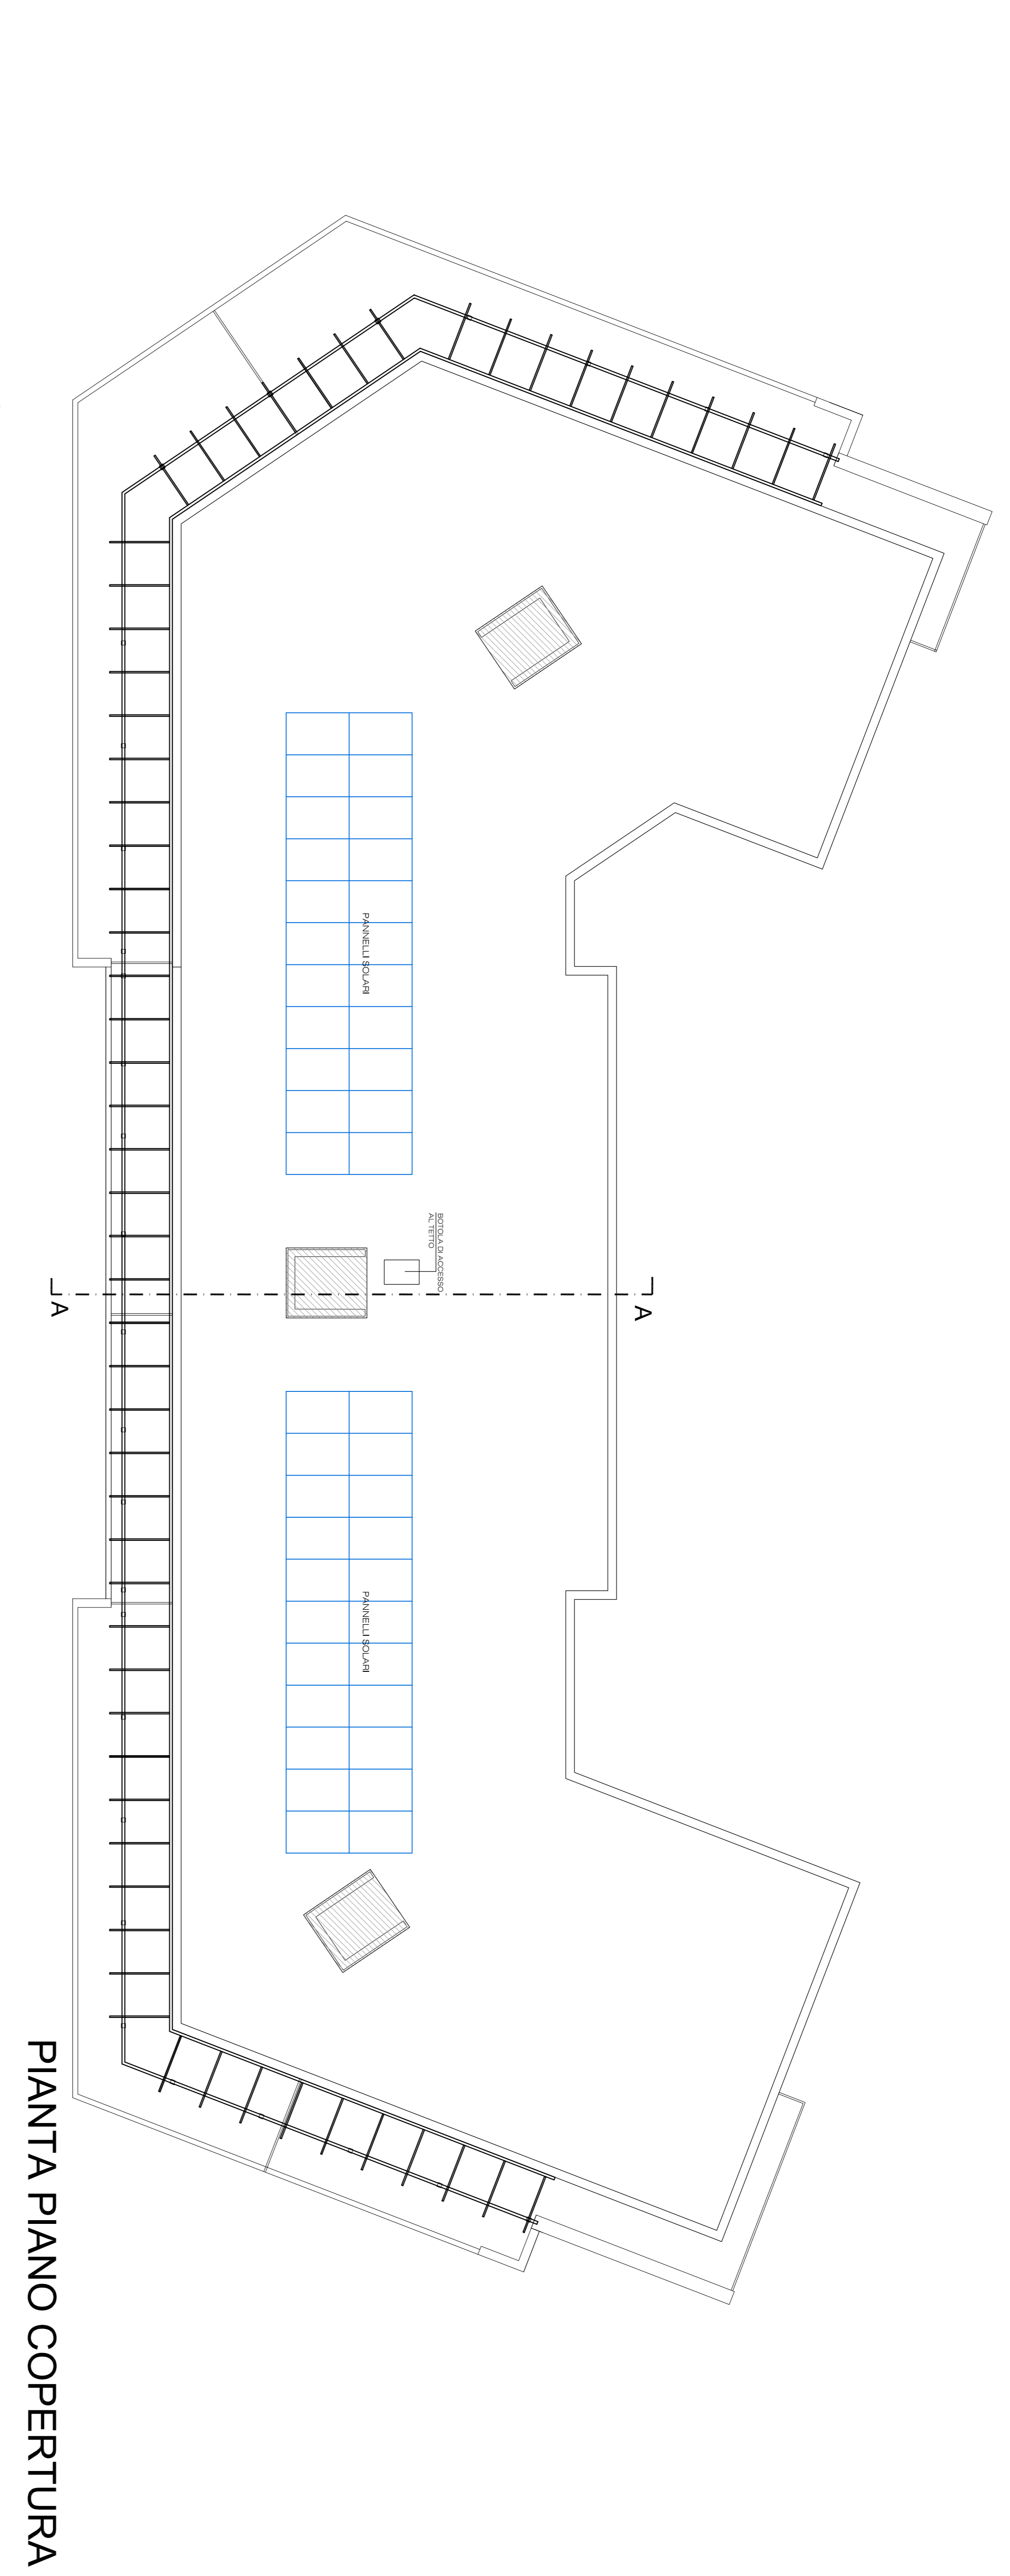 PANNELLI SOLARI
BOTOLA DI ACCESSO
AL TETTO
A
A
PANNELLI SOLARI
PIANTA PIANO COPERTURA